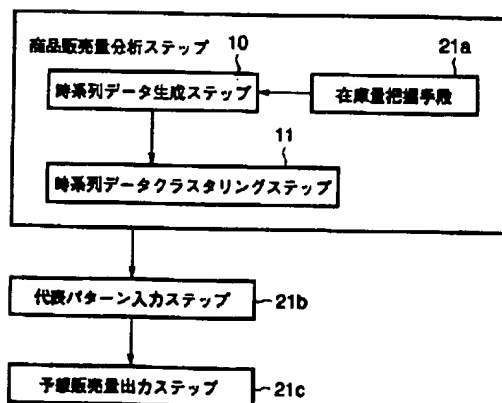 商品販売量分析ステップ
10
21a
時系列データ生成ステップ
在庫量把握手段
11
時系列データクラスタリングステップ
代表パターン入力ステップ
21b
予想販売量出力ステップ
21c